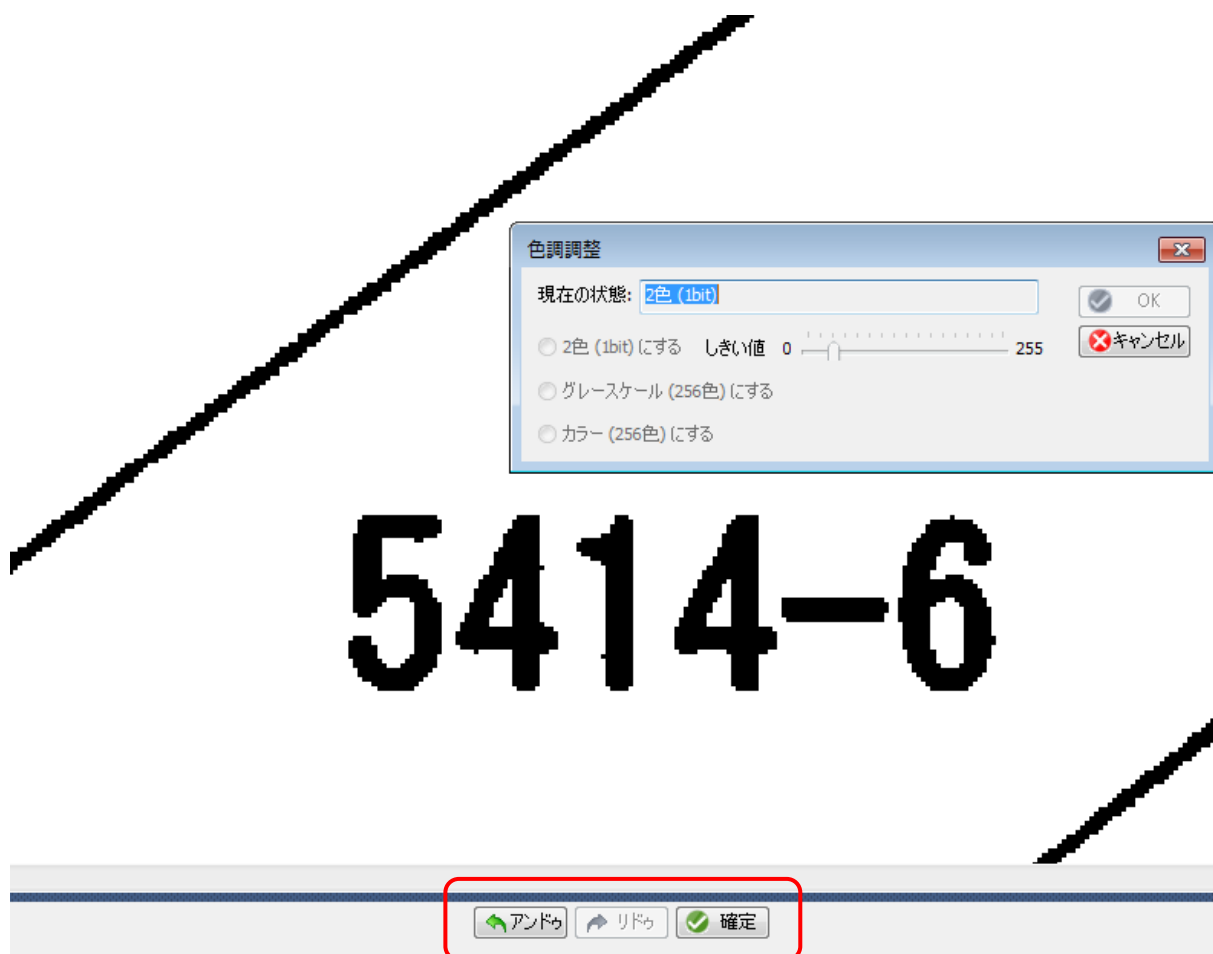 色調調整
現在の状態: 2色 (1bit)
OK
2色 (1bit) にする しきい値 0 255
キャンセル
グレースケール (256色) にする
カラー (256色) にする
5414-6
アンドゥ リドゥ 確定